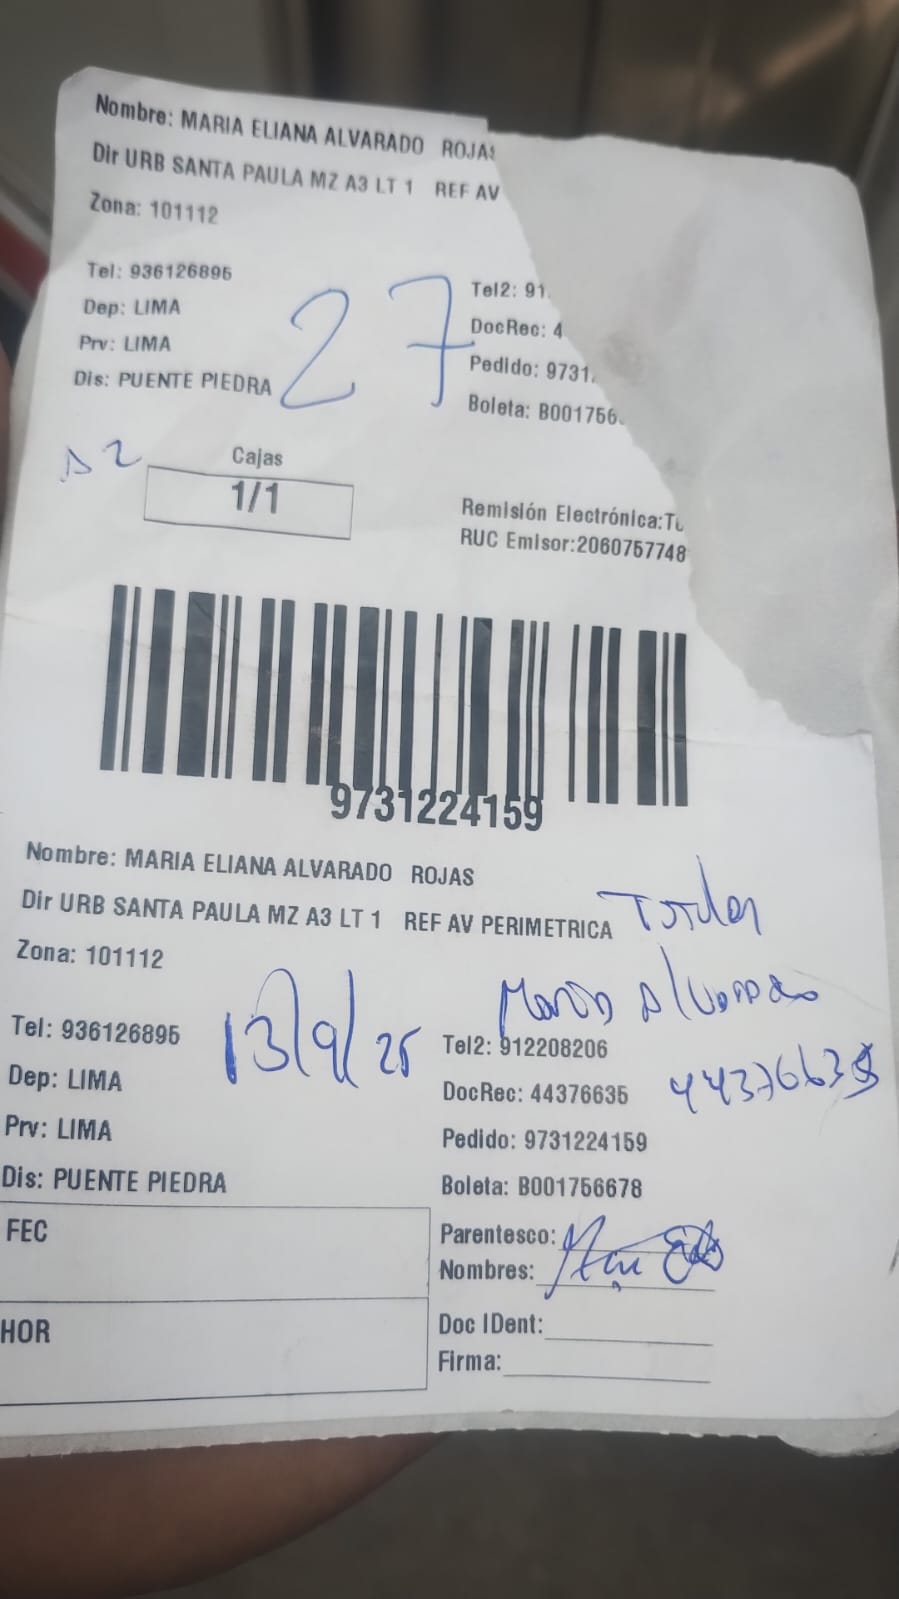 Nombre: MARIA ELIANA ALVARADO ROJAS
Dir URB SANTA PAULA MZ A3 LT 1 REF AV
Zona: 101112
Tel: 936126895
Tel2: 91
Dep: LIMA
DocRec: 4
Prv: LIMA
Pedido: 9731
Dis: PUENTE PIEDRA
Boleta: B001756
27
Cajas
1/1
Remisión Electrónica:
RUC Emisor:2060757748
9731224159
Nombre: MARIA ELIANA ALVARADO ROJAS
Dir URB SANTA PAULA MZ A3 LT 1 REF AV PERIMETRICA
Zona: 101112
Maria Alvarado
Tel: 936126895
13/9/25
Tel2: 912208206
Dep: LIMA
DocRec: 44376635
44376635
Prv: LIMA
Pedido: 9731224159
Dis: PUENTE PIEDRA
Boleta: B001756678
FEC
Parentesco:
Nombres:
HOR
Doc IDent:
Firma: